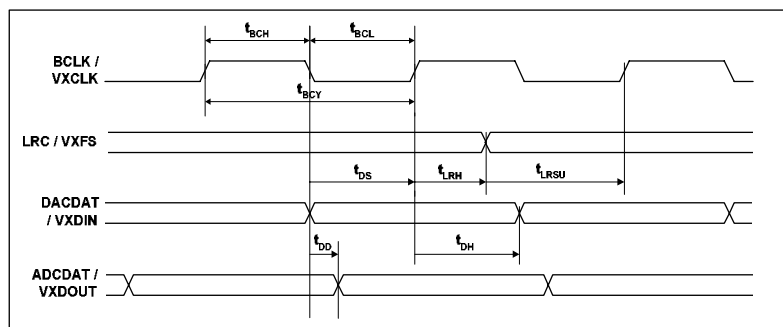 tBCH tBCL
BCLK /
VXCLK
tBCY
LRC / VXFS
tDS tLRH tLRSU
DACDAT
/ VXDIN
tDD tDH
ADCDAT /
VXDOUT